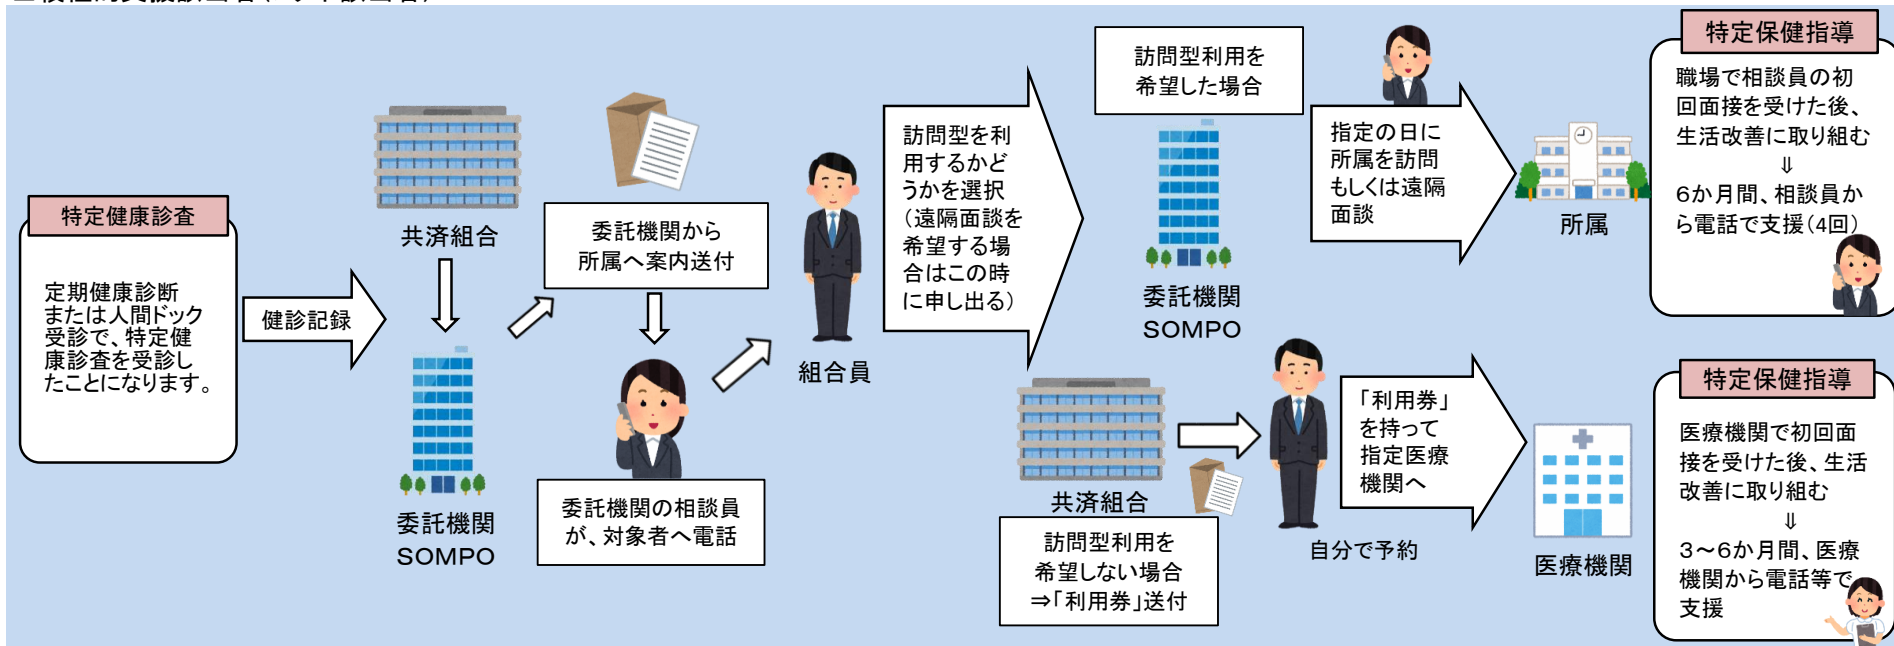 特定健康診査
定期健康診断
または人間ドック
受診で、特定健
康診査を受診し
たことになります。
健診記録
共済組合
委託機関
SOMPO
委託機関から
所属へ案内送付
委託機関の相談員
が、対象者へ電話
組合員
訪問型を利
用するかど
うかを選択
(遠隔面談を
希望する場
合はこの時
に申し出る)
訪問型利用を
希望した場合
委託機関
SOMPO
指定の日に
所属を訪問
もしくは遠隔
面談
所属
特定保健指導
職場で相談員の初
回面接を受けた後、
生活改善に取り組む
⇓
6か月間、相談員か
ら電話で支援(4回)
共済組合
訪問型利用を
希望しない場合
⇒「利用券」送付
自分で予約
「利用券」
を持って
指定医療
機関へ
医療機関
特定保健指導
医療機関で初回面
接を受けた後、生活
改善に取り組む
⇓
3~6か月間、医療
機関から電話等で
支援